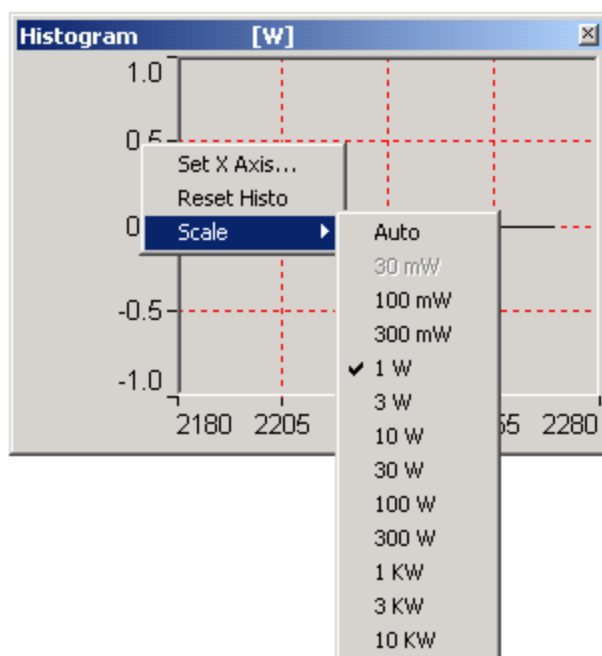 Histogram [W]
1.0
0.5
Set X Axis...
Reset Histo
0
Scale
Auto
30 mW
100 mW
300 mW
-0.5
1 W
-1.0
3 W
2180 2205 55 2280
10 W
30 W
100 W
300 W
1 KW
3 KW
10 KW